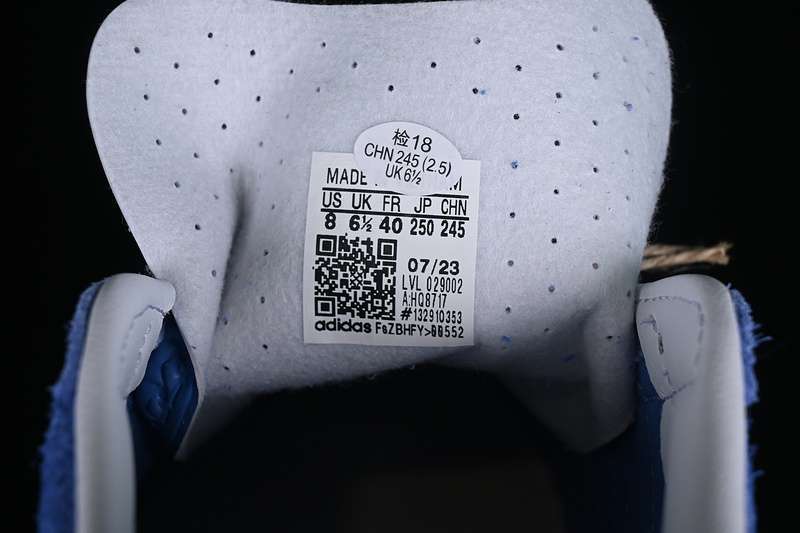 检18
CHN 245 (2.5)
UK 6½
MADE
US UK FR JP CHN
8 6½ 40 250 245
07/23
LVL 029002
A:HQ8717
#132910353
adidas FeZBHFY>00552